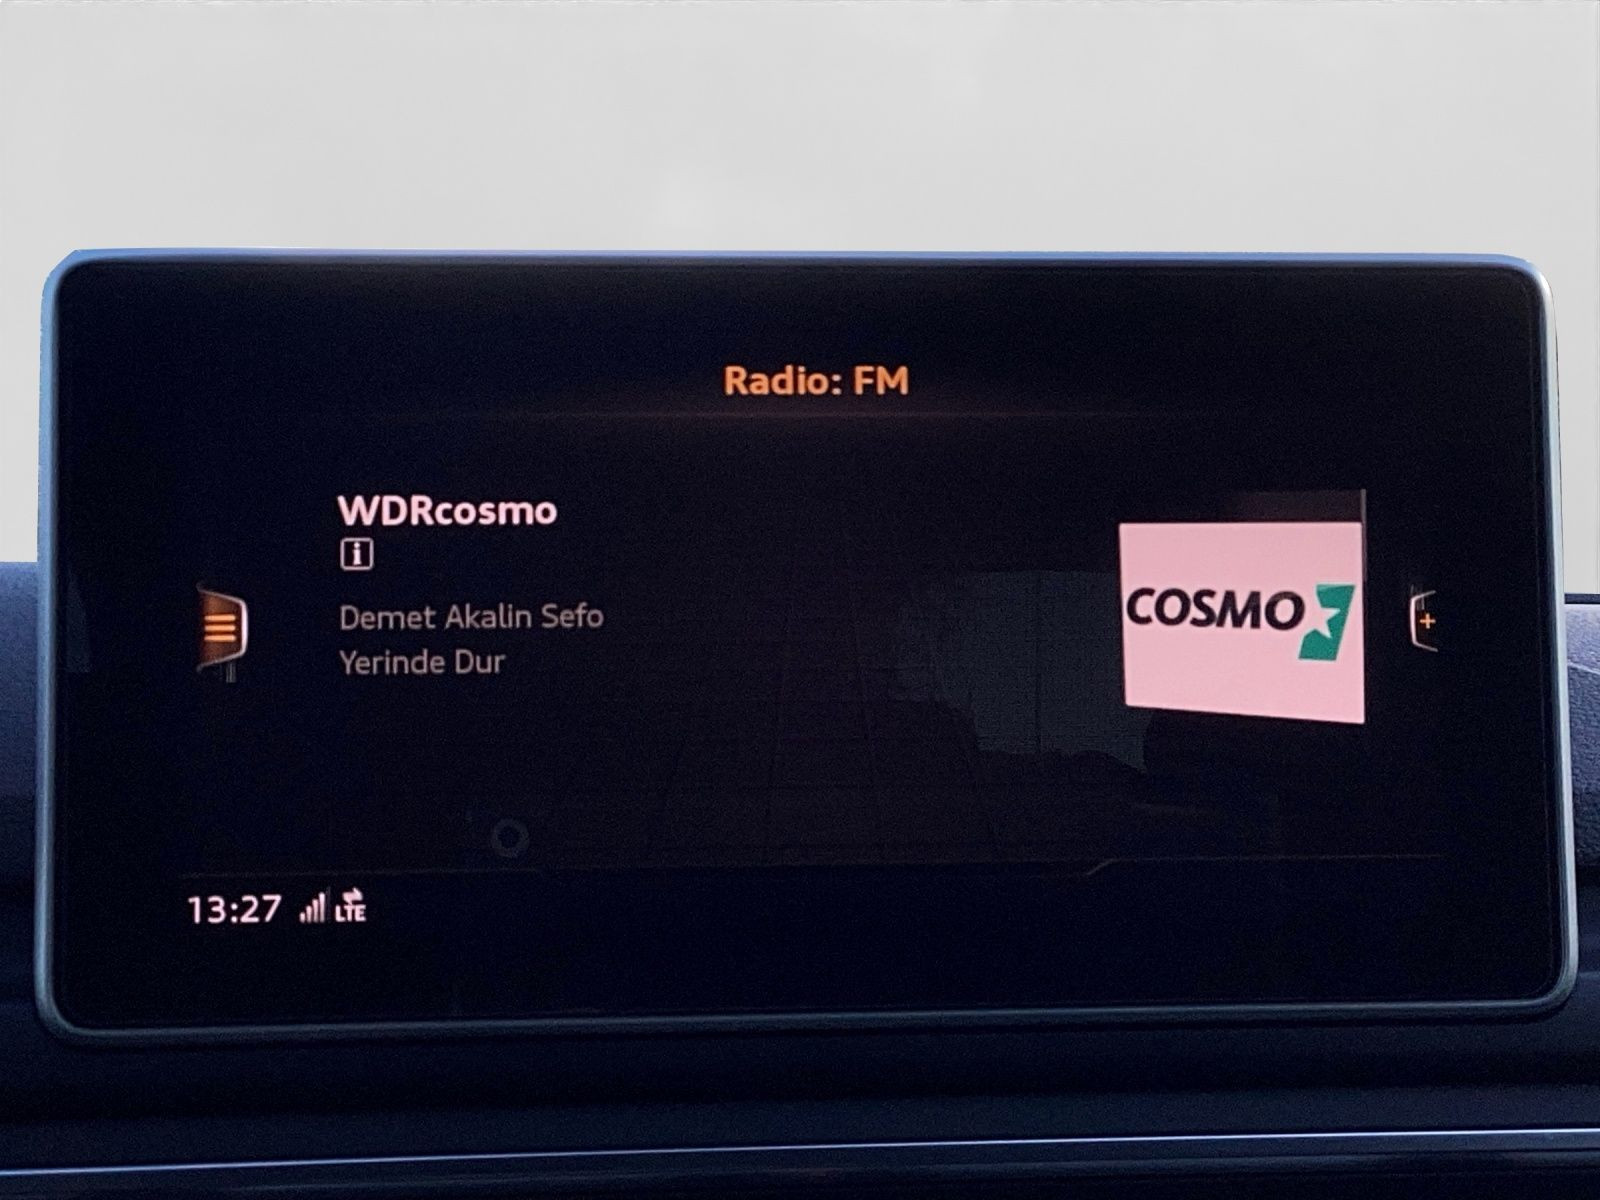 Radio: FM
WDRcosmo
i
Demet Akalin Sefo
Yerinde Dur
COSMO
+
13:27 LTE